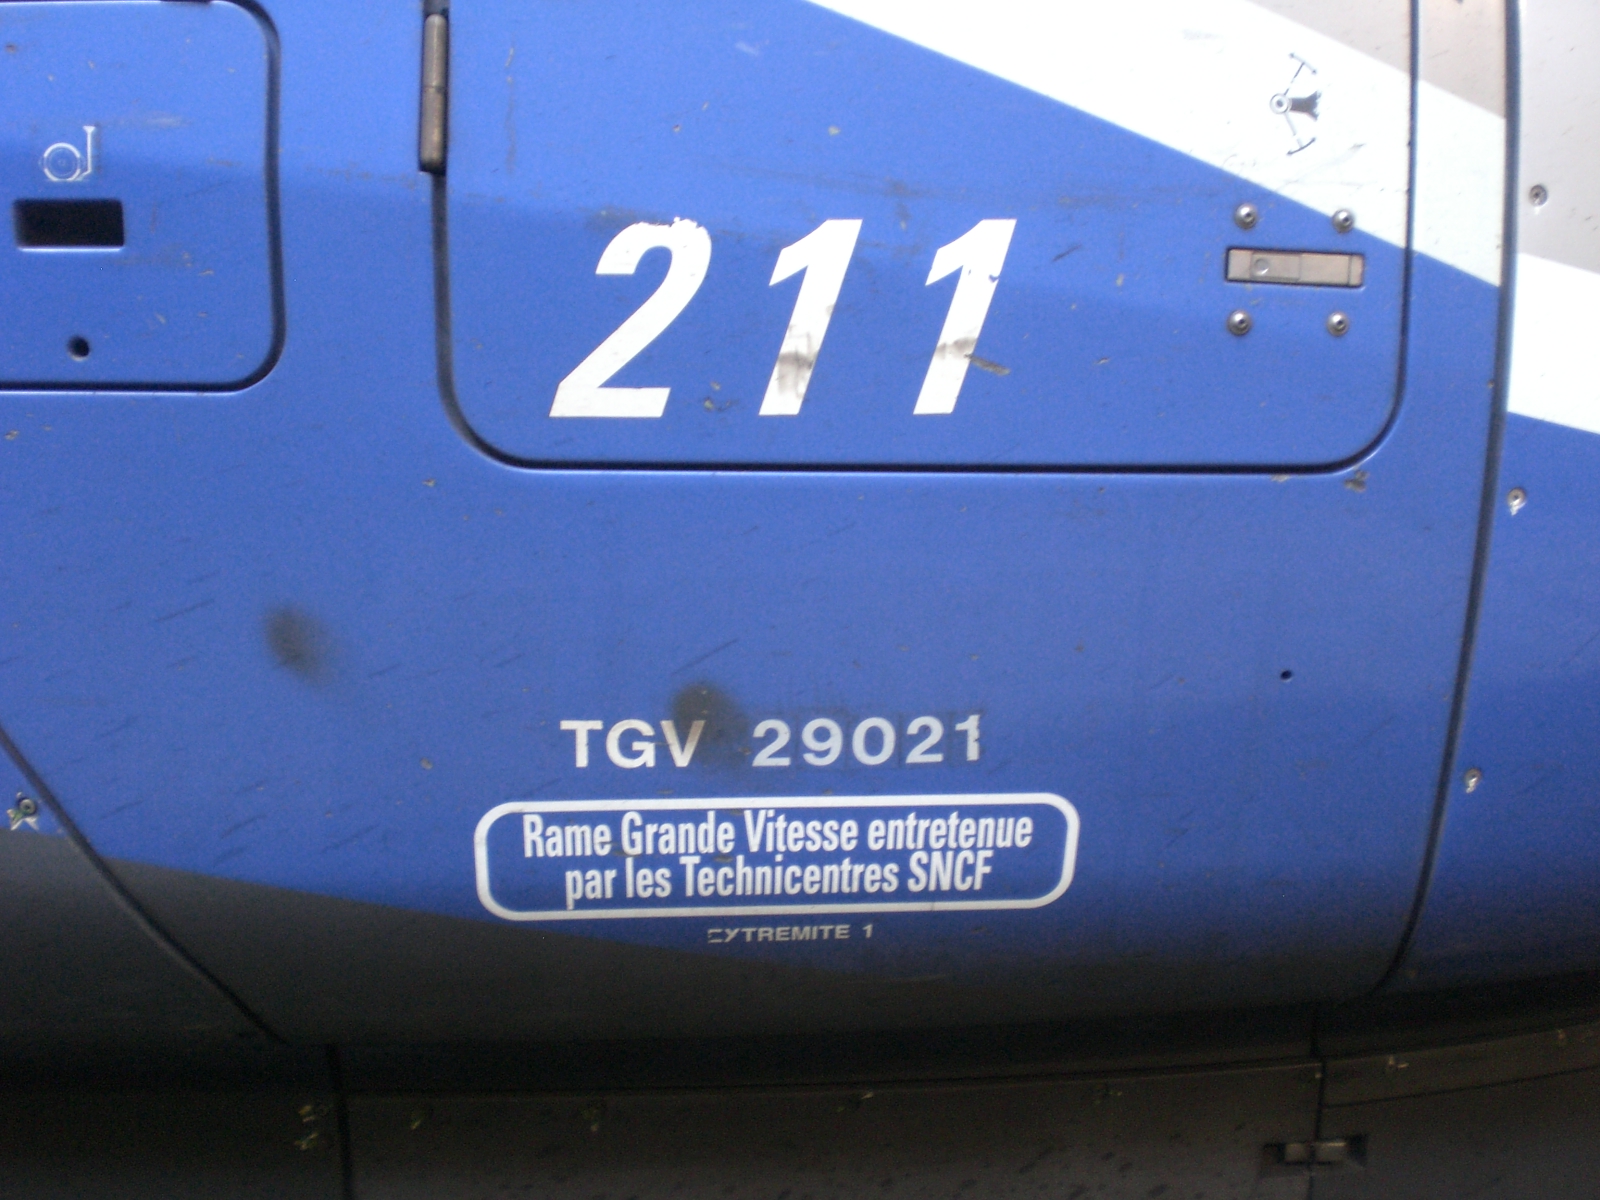 211
TGV 29021
Rame Grande Vitesse entretenue
par les Technicentres SNCF
EXTREMITE 1